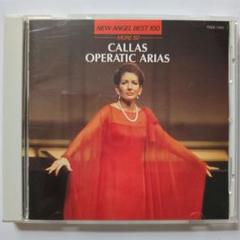 NEW ANGEL BEST 100
MORE 50
CALLAS
OPERATIC ARIAS